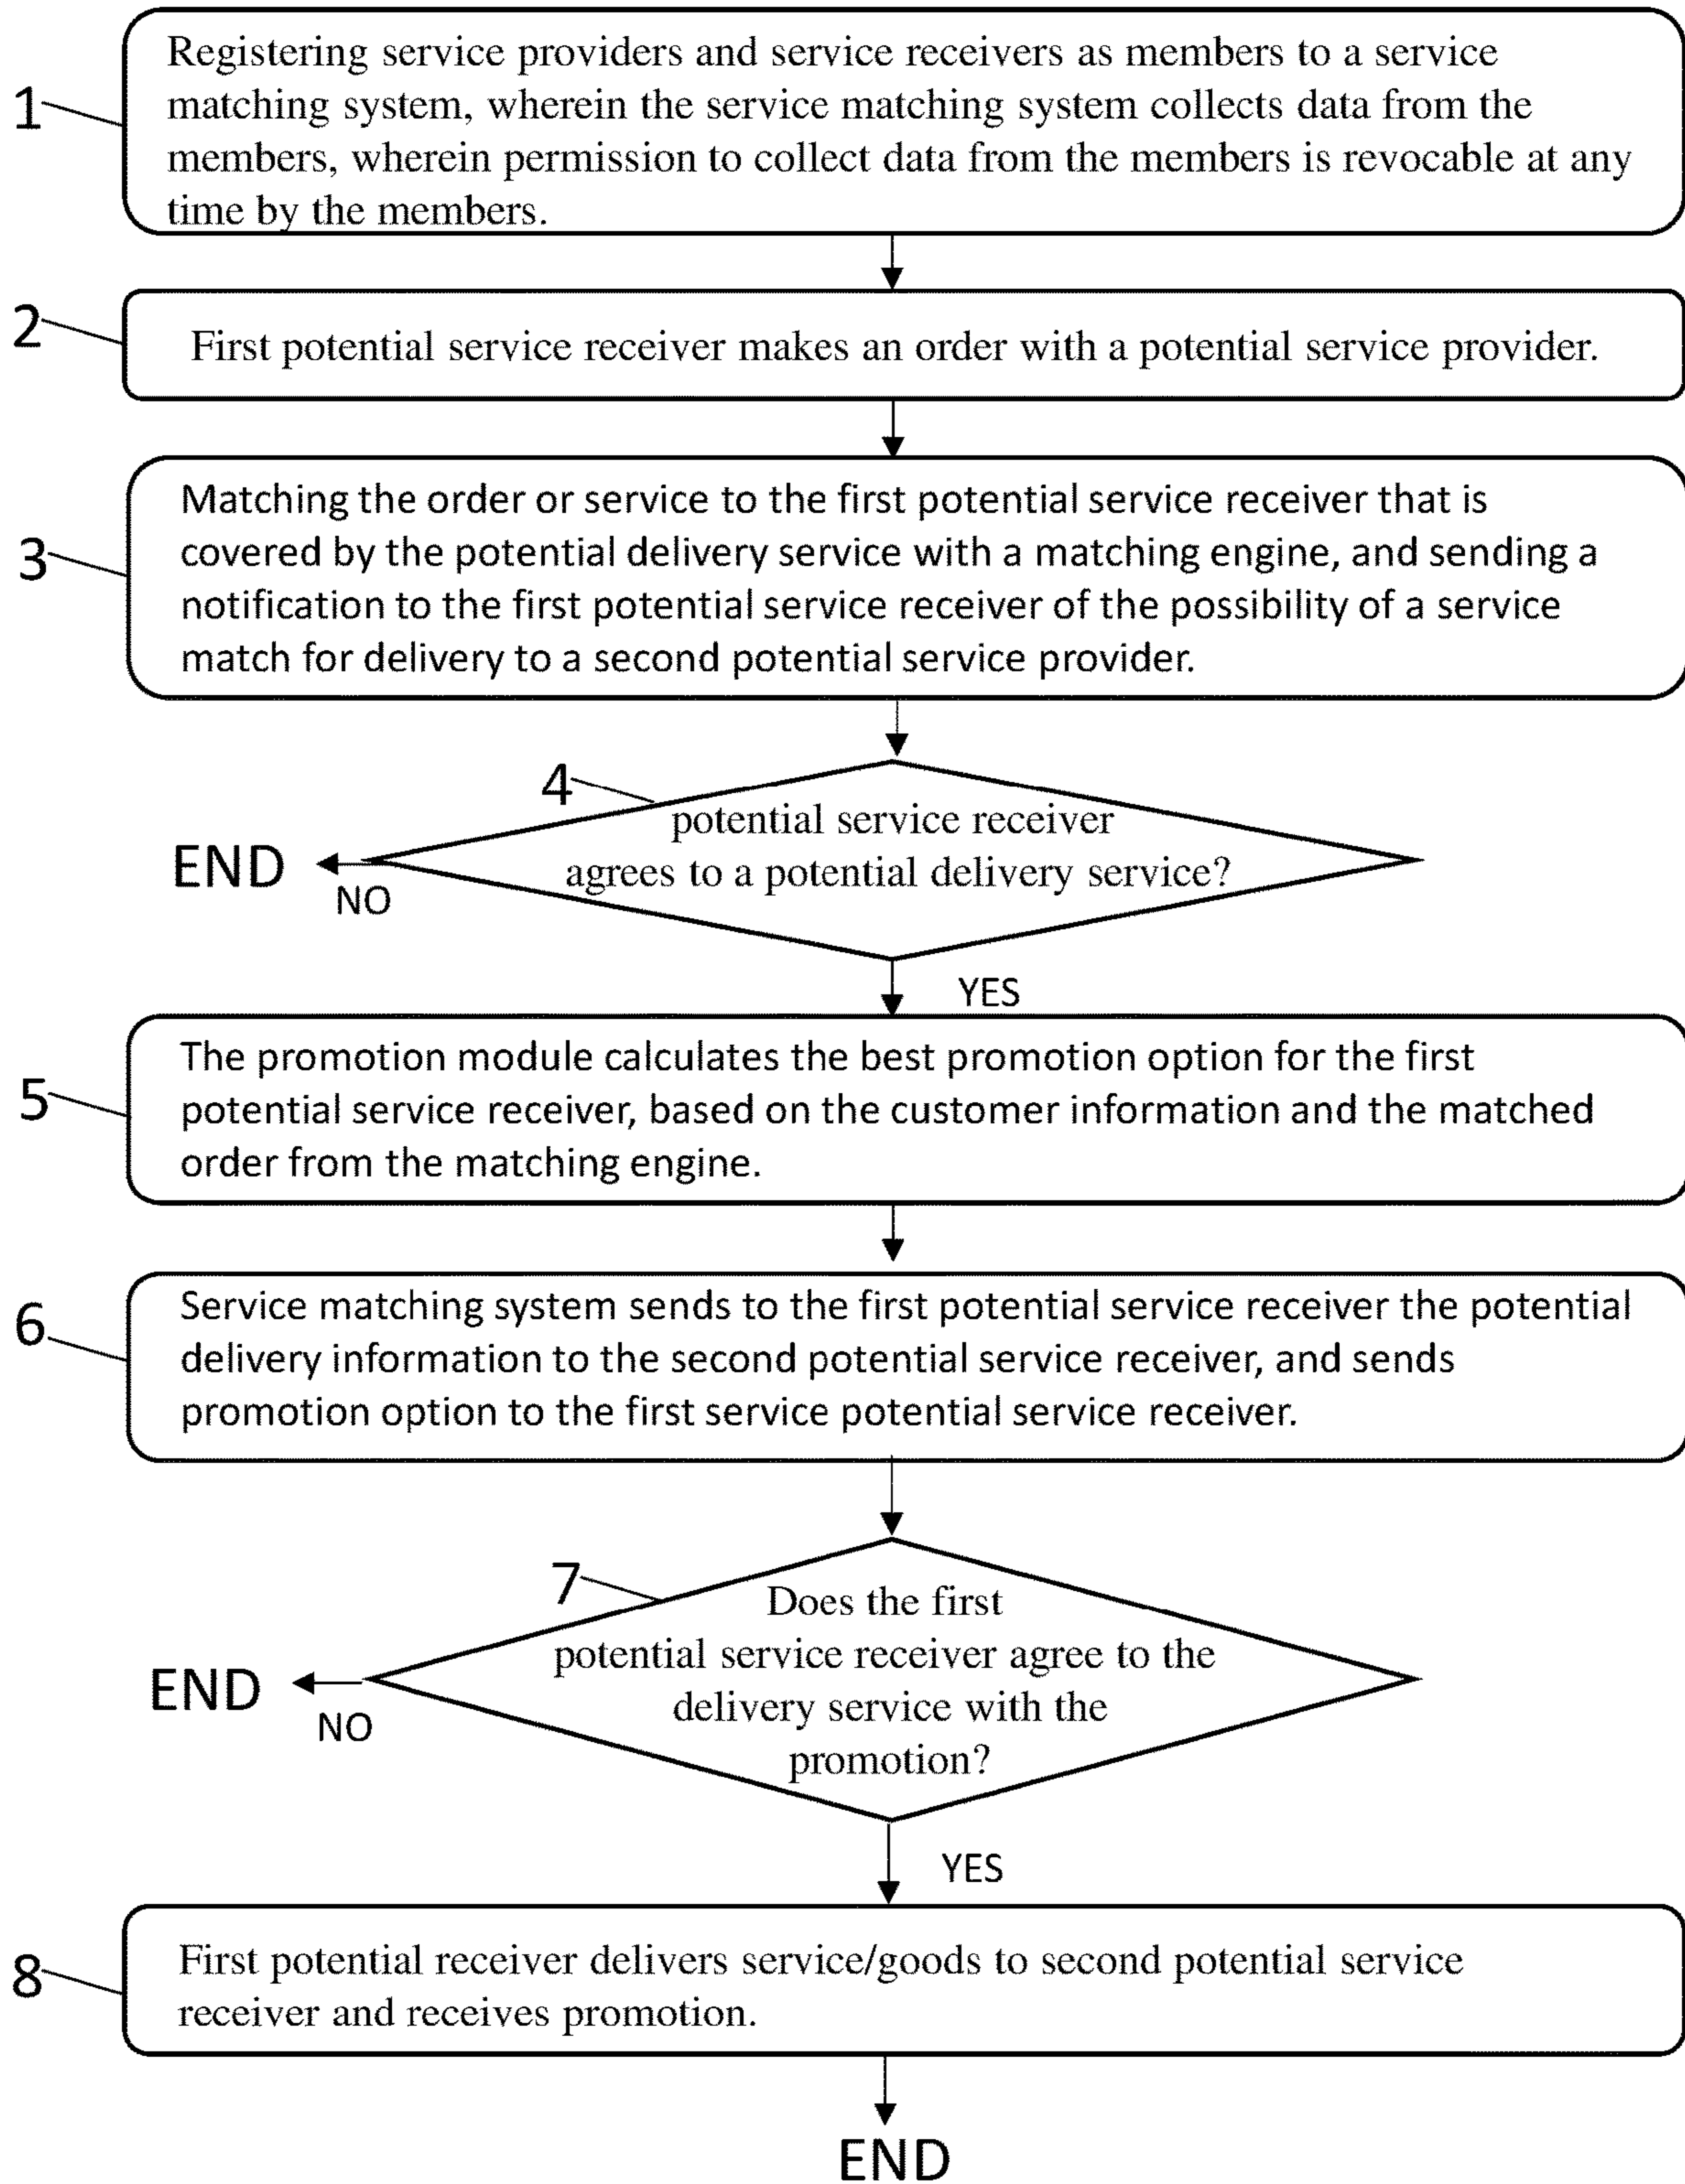 1
Registering service providers and service receivers as members to a service
matching system, wherein the service matching system collects data from the
members, wherein permission to collect data from the members is revocable at any
time by the members.
2
First potential service receiver makes an order with a potential service provider.
3
Matching the order or service to the first potential service receiver that is
covered by the potential delivery service with a matching engine, and sending a
notification to the first potential service receiver of the possibility of a service
match for delivery to a second potential service provider.
4
potential service receiver
agrees to a potential delivery service?
END
NO
YES
5
The promotion module calculates the best promotion option for the first
potential service receiver, based on the customer information and the matched
order from the matching engine.
6
Service matching system sends to the first potential service receiver the potential
delivery information to the second potential service receiver, and sends
promotion option to the first service potential service receiver.
7
Does the first
potential service receiver agree to the
delivery service with the
promotion?
END
NO
YES
8
First potential receiver delivers service/goods to second potential service
receiver and receives promotion.
END